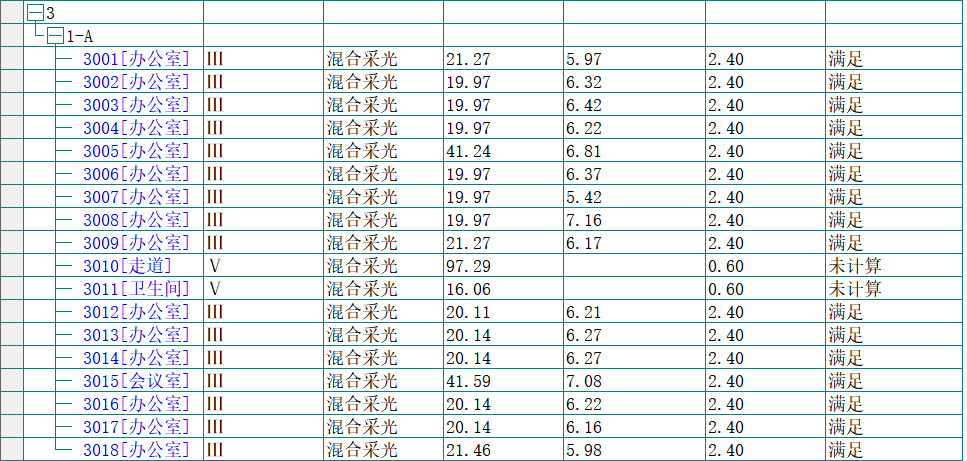 3
1-A
3001[办公室] Ⅲ 混合采光 21.27 5.97 2.40 满足
3002[办公室] Ⅲ 混合采光 19.97 6.32 2.40 满足
3003[办公室] Ⅲ 混合采光 19.97 6.42 2.40 满足
3004[办公室] Ⅲ 混合采光 19.97 6.22 2.40 满足
3005[办公室] Ⅲ 混合采光 41.24 6.81 2.40 满足
3006[办公室] Ⅲ 混合采光 19.97 6.37 2.40 满足
3007[办公室] Ⅲ 混合采光 19.97 5.42 2.40 满足
3008[办公室] Ⅲ 混合采光 19.97 7.16 2.40 满足
3009[办公室] Ⅲ 混合采光 21.27 6.17 2.40 满足
3010[走道] Ⅴ 混合采光 97.29 0.60 未计算
3011[卫生间] Ⅴ 混合采光 16.06 0.60 未计算
3012[办公室] Ⅲ 混合采光 20.11 6.21 2.40 满足
3013[办公室] Ⅲ 混合采光 20.14 6.27 2.40 满足
3014[办公室] Ⅲ 混合采光 20.14 6.27 2.40 满足
3015[会议室] Ⅲ 混合采光 41.59 7.08 2.40 满足
3016[办公室] Ⅲ 混合采光 20.14 6.22 2.40 满足
3017[办公室] Ⅲ 混合采光 20.14 6.16 2.40 满足
3018[办公室] Ⅲ 混合采光 21.46 5.98 2.40 满足